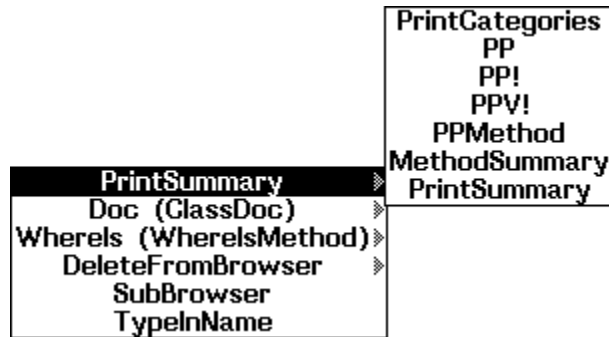 PrintCategories
PP
PP!
PPV!
PPMethod
MethodSummary
PrintSummary
PrintSummary
Doc (ClassDoc)
WhereIs (WhereIsMethod)
DeleteFromBrowser
SubBrowser
TypeInName